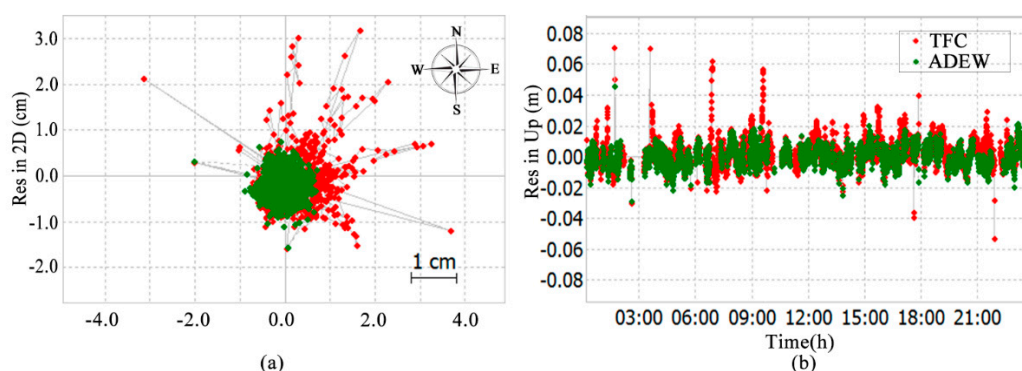 3.0
2.0
1.0
0.0
-1.0
-2.0
Res in 2D (cm)
N
W E
S
1 cm
-4.0 -2.0 0.0 2.0 4.0
(a)
0.08
0.06
0.04
0.02
0.00
-0.02
-0.04
-0.06
-0.08
Res in Up (m)
TFC
ADEW
03:00 06:00 09:00 12:00 15:00 18:00 21:00
Time(h)
(b)